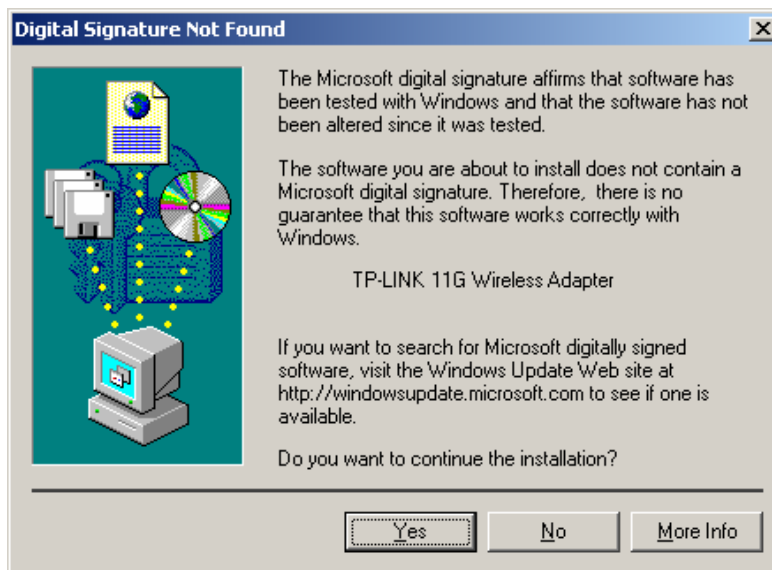 Digital Signature Not Found
The Microsoft digital signature affirms that software has
been tested with Windows and that the software has not
been altered since it was tested.
The software you are about to install does not contain a
Microsoft digital signature. Therefore,  there is no
guarantee that this software works correctly with
Windows.
TP-LINK 11G Wireless Adapter
If you want to search for Microsoft digitally signed
software, visit the Windows Update Web site at
http://windowsupdate.microsoft.com to see if one is
available.
Do you want to continue the installation?
Yes No More Info